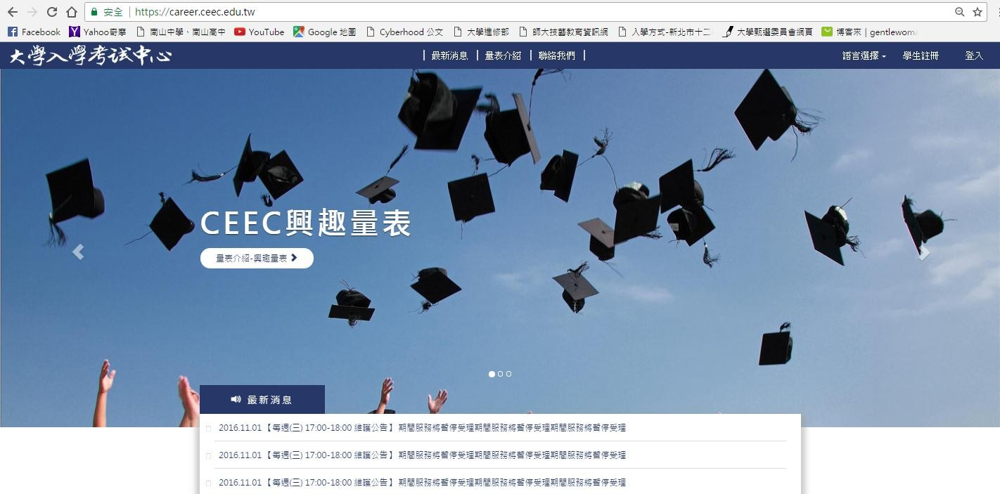 安全 https://career.ceec.edu.tw
Facebook Yahoo奇摩 南山中學、南山高中 YouTube Google 地圖 Cyberhood 公文 大學進修部 師大技藝教育資訊網 入學方式-新北市十二 大學甄選委員會網頁 博客來 | gentlewoma
大學入學考試中心 | 最新消息 | 量表介紹 | 聯絡我們 | 語言選擇 學生註冊 登入
CEEC興趣量表
量表介紹-興趣量表
最新消息
2016.11.01 【每週(三) 17:00-18:00 維護公告】 期間服務將暫停受理期間服務將暫停受理期間服務將暫停受理
2016.11.01 【每週(三) 17:00-18:00 維護公告】 期間服務將暫停受理期間服務將暫停受理期間服務將暫停受理
2016.11.01 【每週(三) 17:00-18:00 維護公告】 期間服務將暫停受理期間服務將暫停受理期間服務將暫停受理